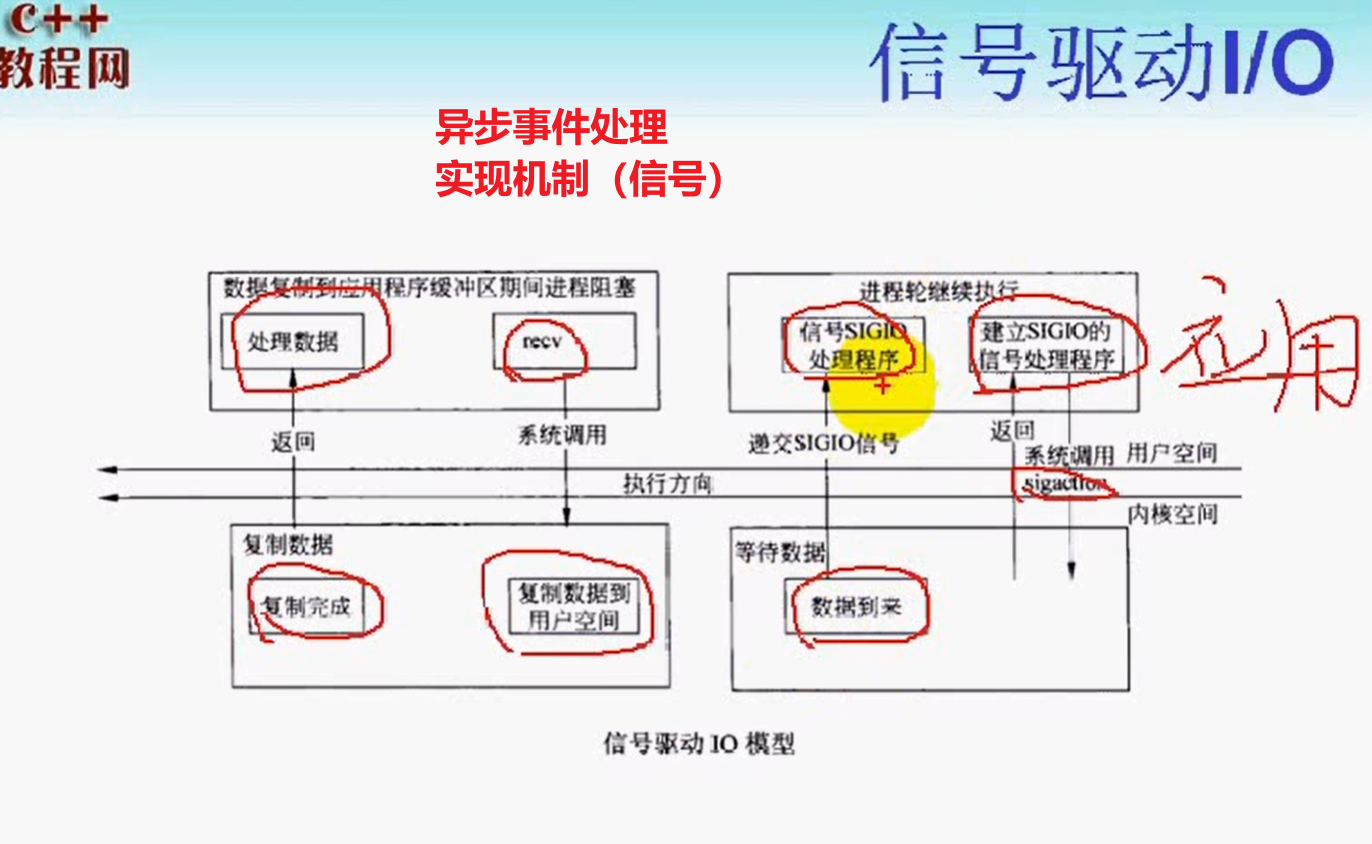 C++
教程网
信号驱动I/O
异步事件处理
实现机制（信号）
数据复制到应用程序缓冲区期间进程阻塞
处理数据
recv
进程轮继续执行
信号SIGIO
处理程序
建立SIGIO的
信号处理程序
应用
返回
系统调用
递交SIGIO信号
返回
系统调用
用户空间
执行方向
sigaction
内核空间
复制数据
复制完成
复制数据到
用户空间
等待数据
数据到来
信号驱动 IO 模型